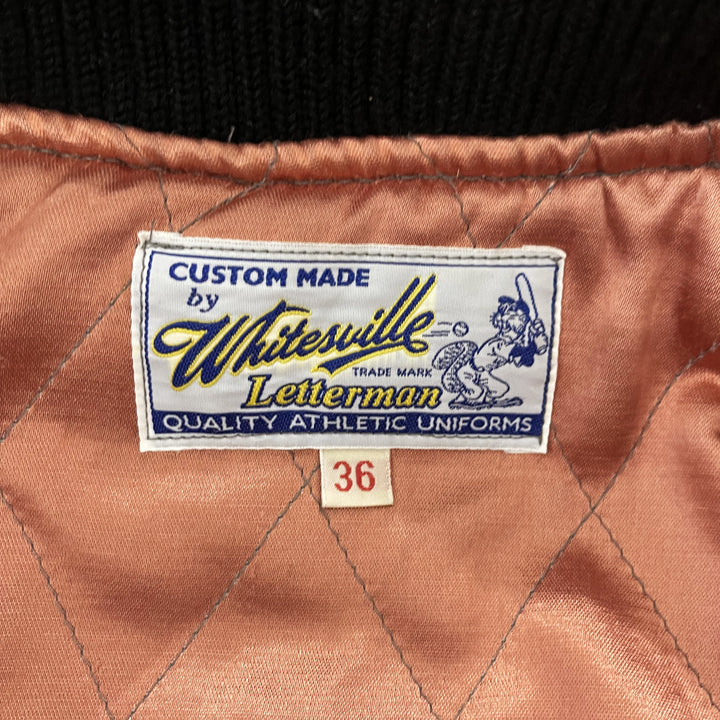 CUSTOM MADE
by
Whitesville
TRADE MARK
Letterman
QUALITY ATHLETIC UNIFORMS
36